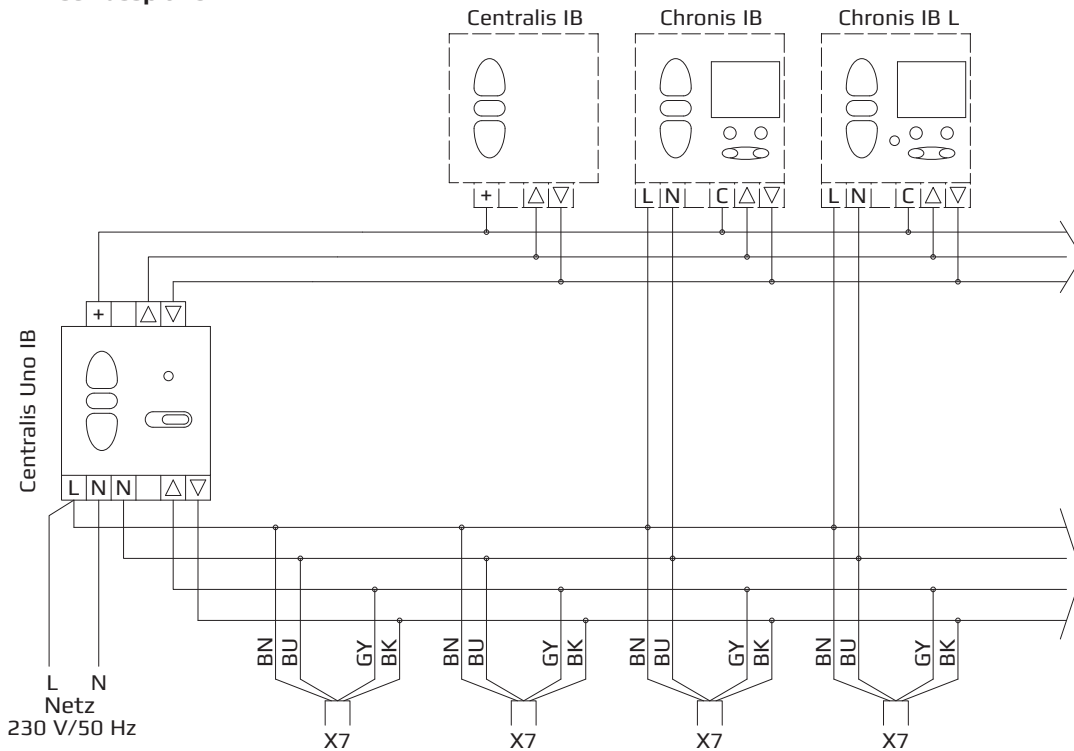 Centralis IB
Chronis IB
Chronis IB L
+
L N C
L N C
+
Centralis Uno IB
L N N
BN BU GY BK
BN BU GY BK
BN BU GY BK
BN BU GY BK
L N
Netz
230 V/50 Hz
X7
X7
X7
X7